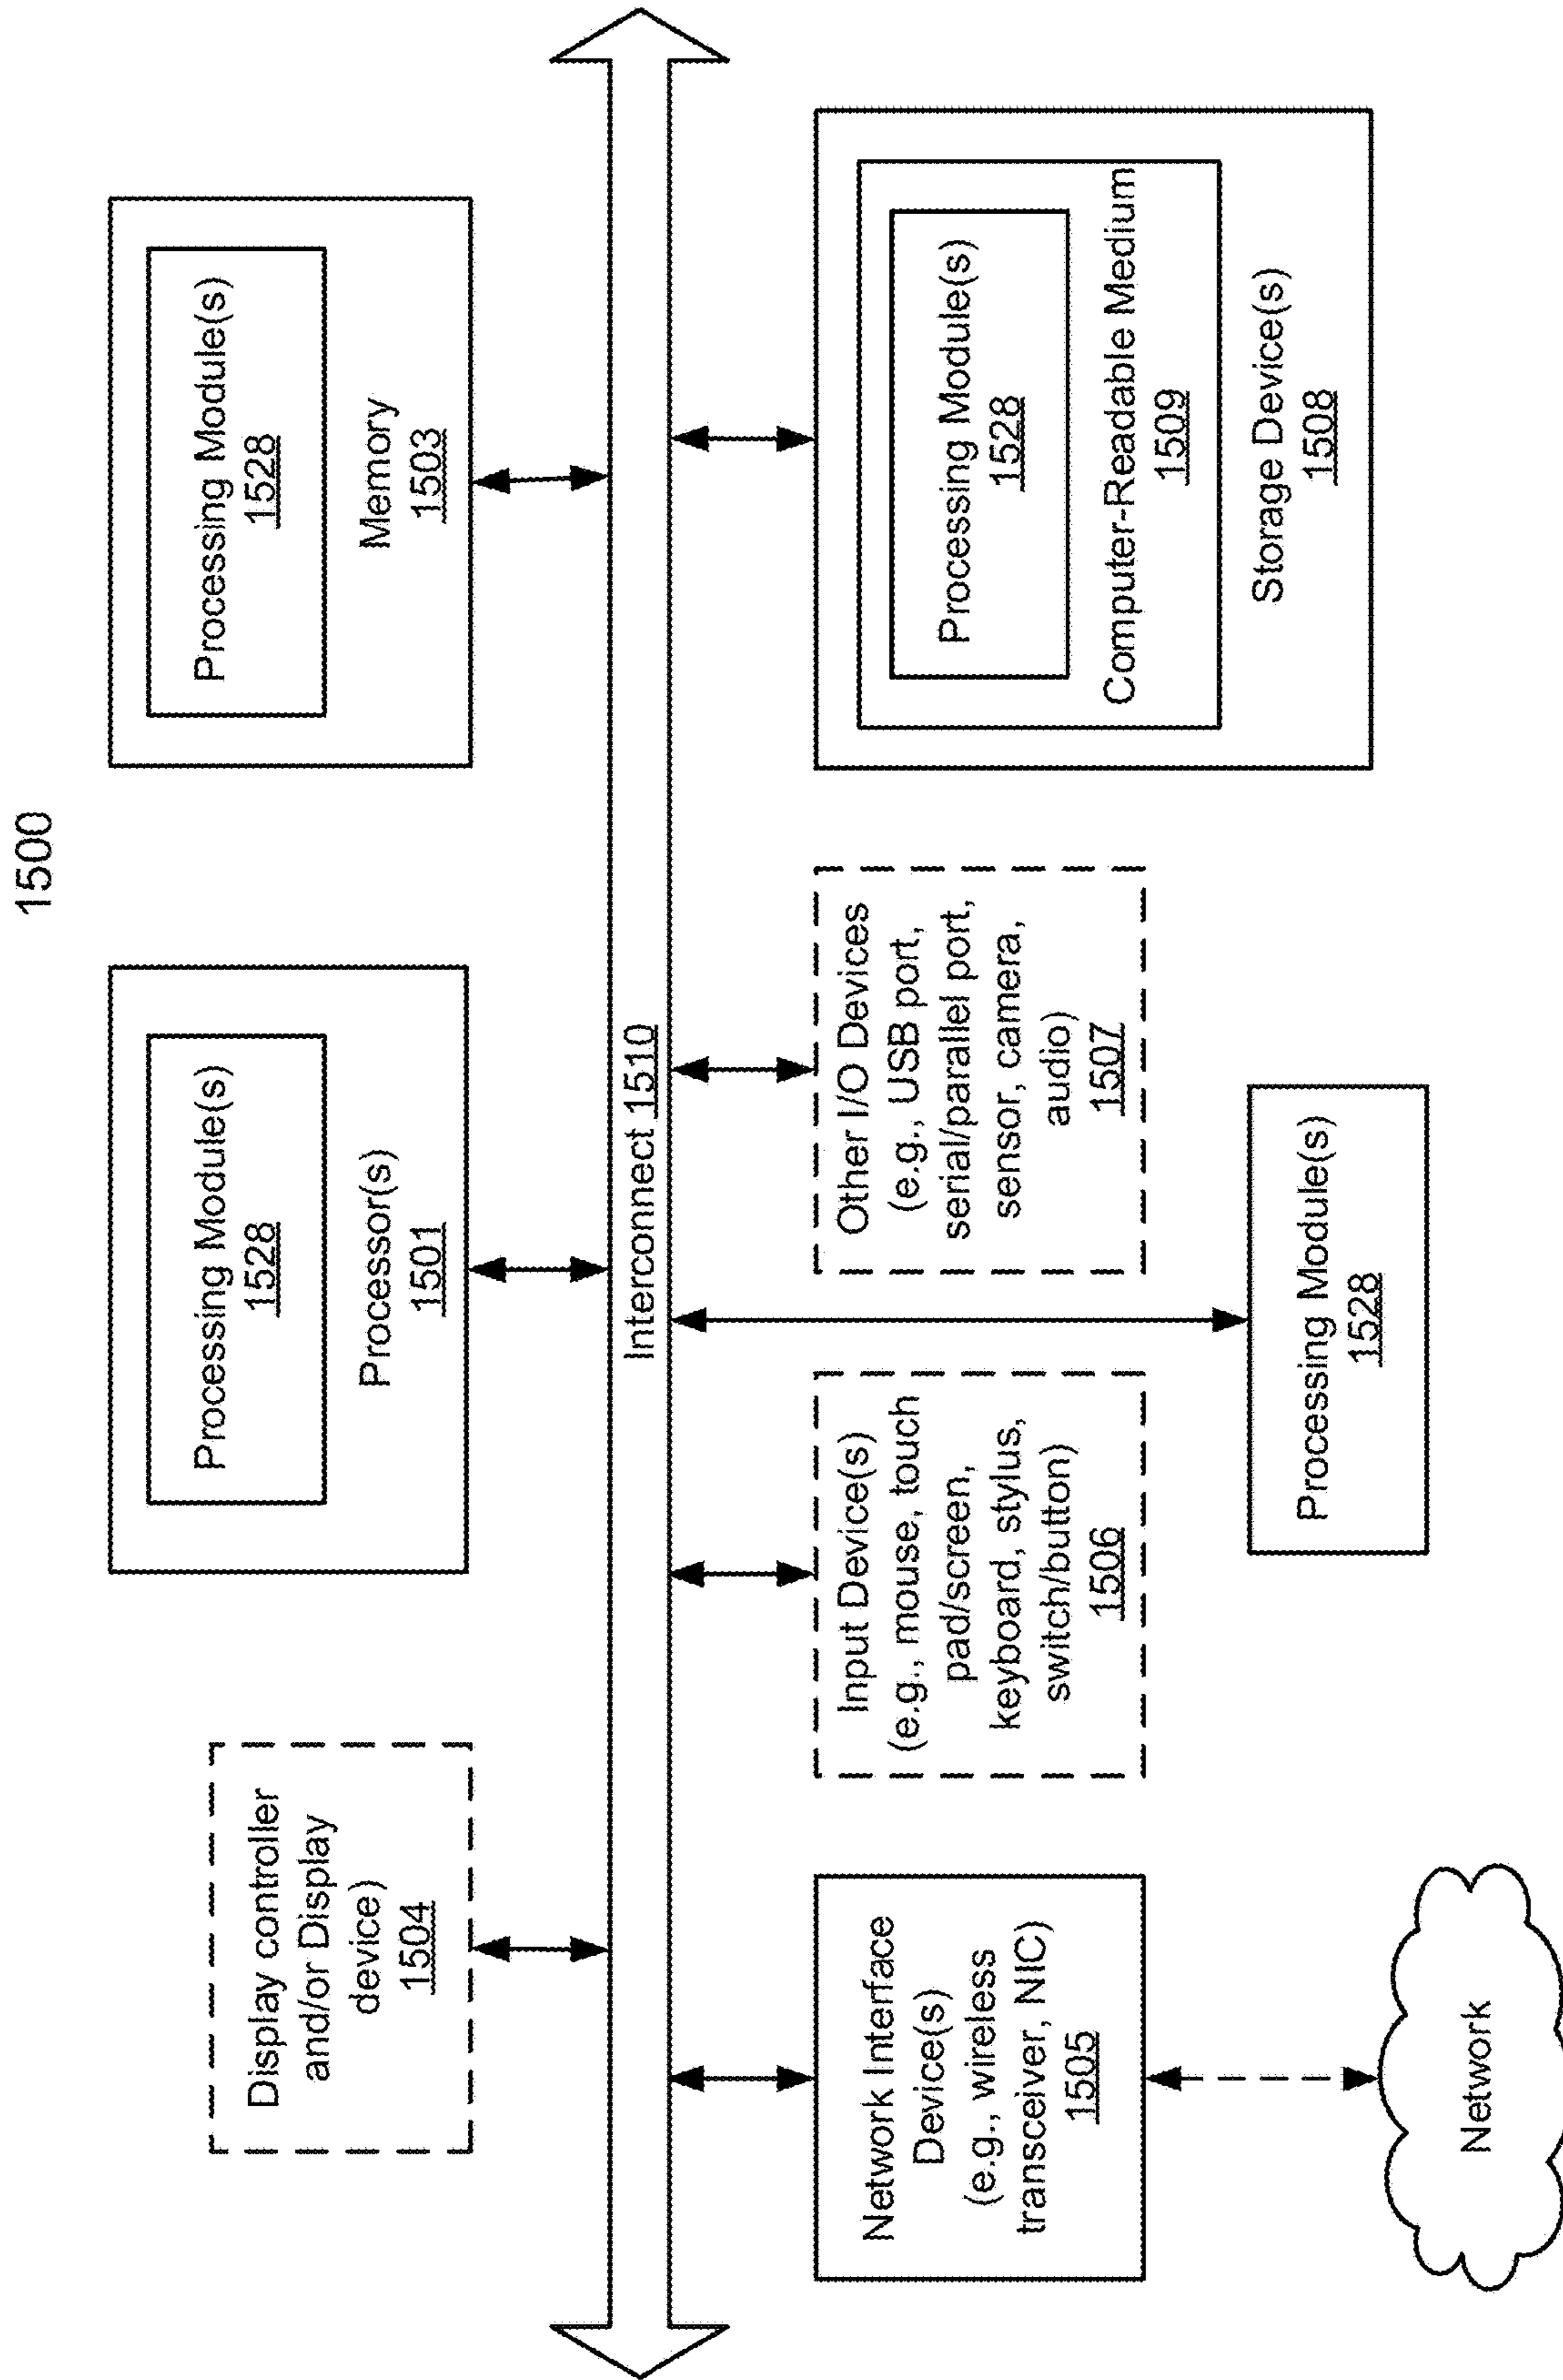 1500
Processing Module(s)
1528
Processor(s)
1501
Processing Module(s)
1528
Memory
1503
Display controller
and/or Display
device)
1504
Interconnect 1510
Network Interface
Device(s)
(e.g., wireless
transceiver, NIC)
1505
Input Device(s)
(e.g., mouse, touch
pad/screen,
keyboard, stylus,
switch/button)
1506
Other I/O Devices
(e.g., USB port,
serial/parallel port,
sensor, camera,
audio)
1507
Processing Module(s)
1528
Computer-Readable Medium
1509
Storage Device(s)
1508
Processing Module(s)
1528
Network